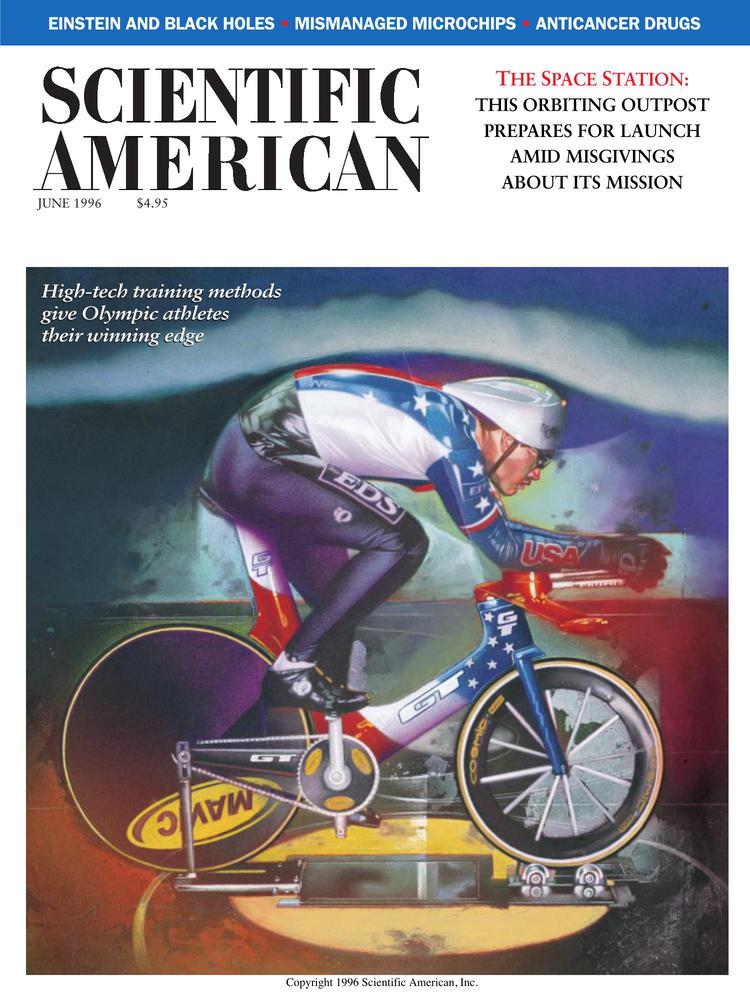 EINSTEIN AND BLACK HOLES • MISMANAGED MICROCHIPS • ANTICANCER DRUGS
SCIENTIFIC
AMERICAN
JUNE 1996 $4.95
THE SPACE STATION:
THIS ORBITING OUTPOST
PREPARES FOR LAUNCH
AMID MISGIVINGS
ABOUT ITS MISSION
High-tech training methods
give Olympic athletes
their winning edge
EDS
USA
GT
GT
GT
GT
COSMIC
MAVIC
Copyright 1996 Scientific American, Inc.